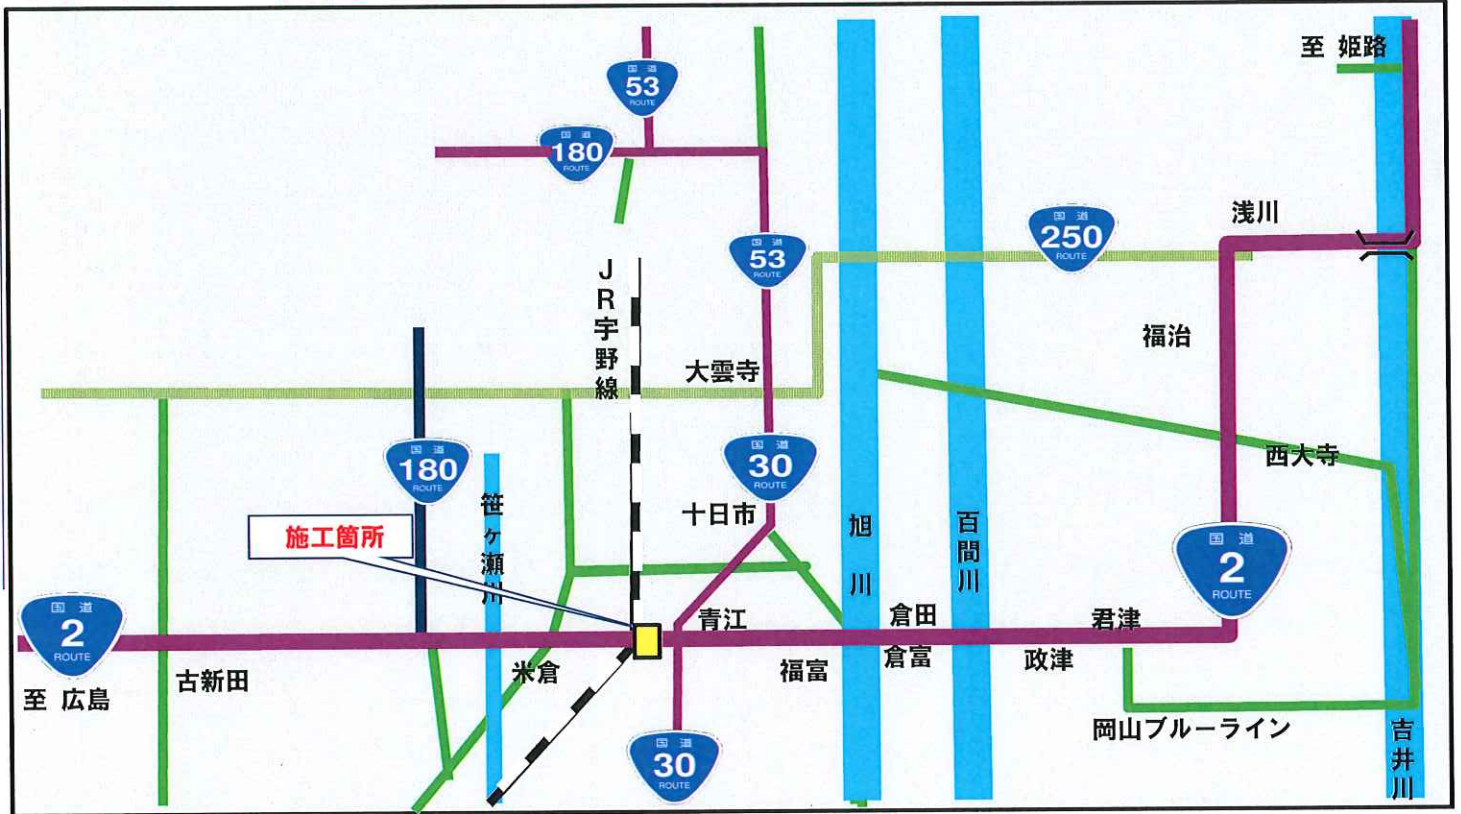 至 姫路
国道
53
ROUTE
国道
180
ROUTE
浅川
国道
250
ROUTE
国道
53
ROUTE
JR宇野線
福治
大雲寺
国道
180
ROUTE
国道
30
ROUTE
西大寺
笹ヶ瀬川
十日市
旭川
百間川
施工箇所
国道
2
ROUTE
国道
2
ROUTE
青江
倉田
君津
古新田
米倉
福富
倉富
政津
至 広島
岡山ブルーライン
国道
30
ROUTE
吉井川